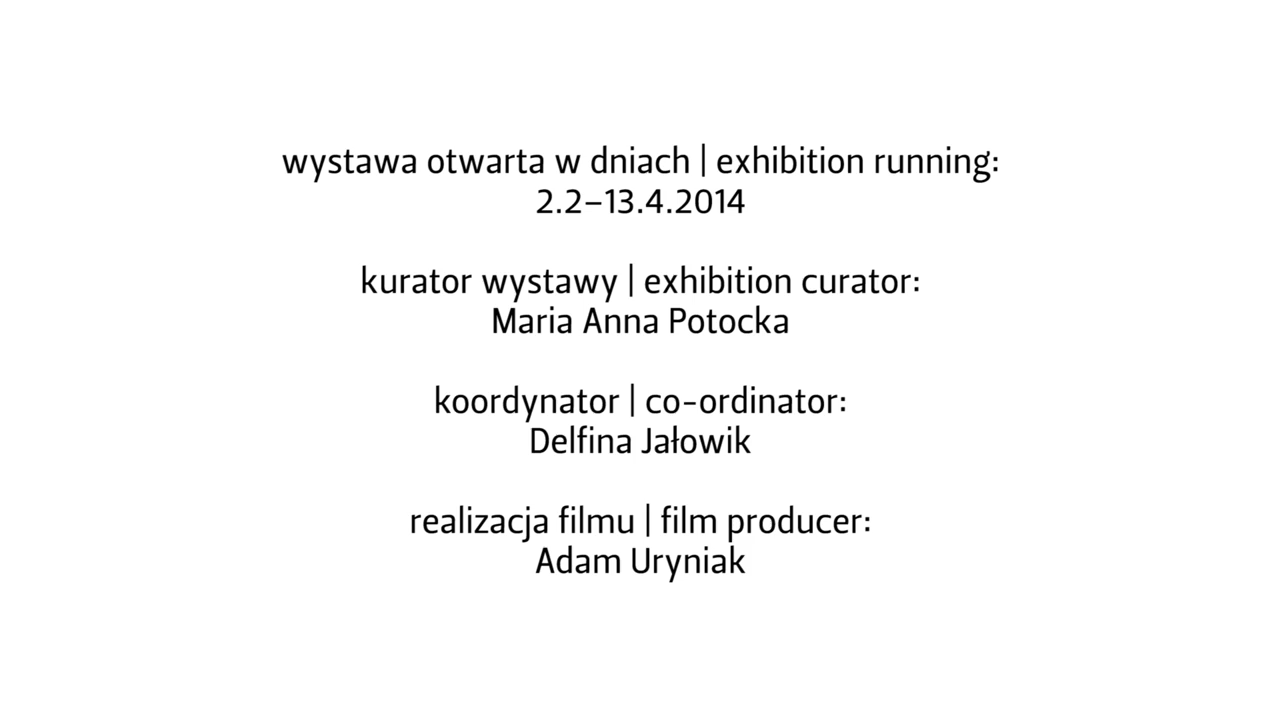 wystawa otwarta w dniach | exhibition running:
2.2–13.4.2014
kurator wystawy | exhibition curator:
Maria Anna Potocka
koordynator | co-ordinator:
Delfina Jałowik
realizacja filmu | film producer:
Adam Uryniak